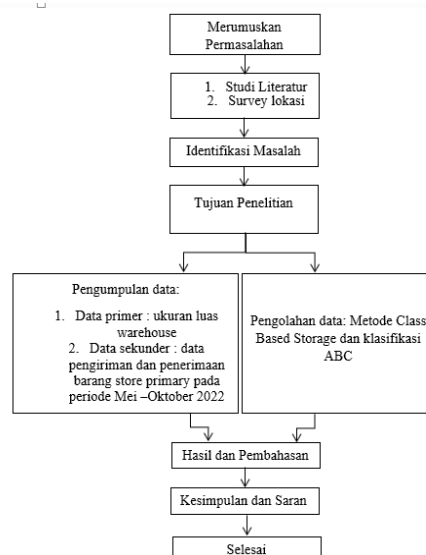 Merumuskan
Permasalahan
1. Studi Literatur
2. Survey lokasi
Identifikasi Masalah
Tujuan Penelitian
Pengumpulan data:
1. Data primer : ukuran luas
warehouse
2. Data sekunder : data
pengiriman dan penerimaan
barang store primary pada
periode Mei –Oktober 2022
Pengolahan data: Metode Class
Based Storage dan klasifikasi
ABC
Hasil dan Pembahasan
Kesimpulan dan Saran
Selesai